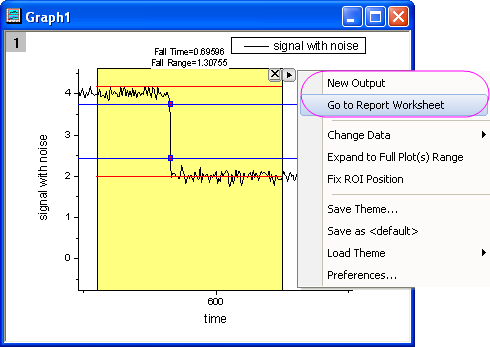 Graph1
1
Fall Time=0.69596
Fall Range=1.30755
signal with noise
New Output
Go to Report Worksheet
Change Data
Expand to Full Plot(s) Range
Fix ROI Position
Save Theme...
Save as <default>
Load Theme
Preferences...
signal with noise
4
2
0
600
time